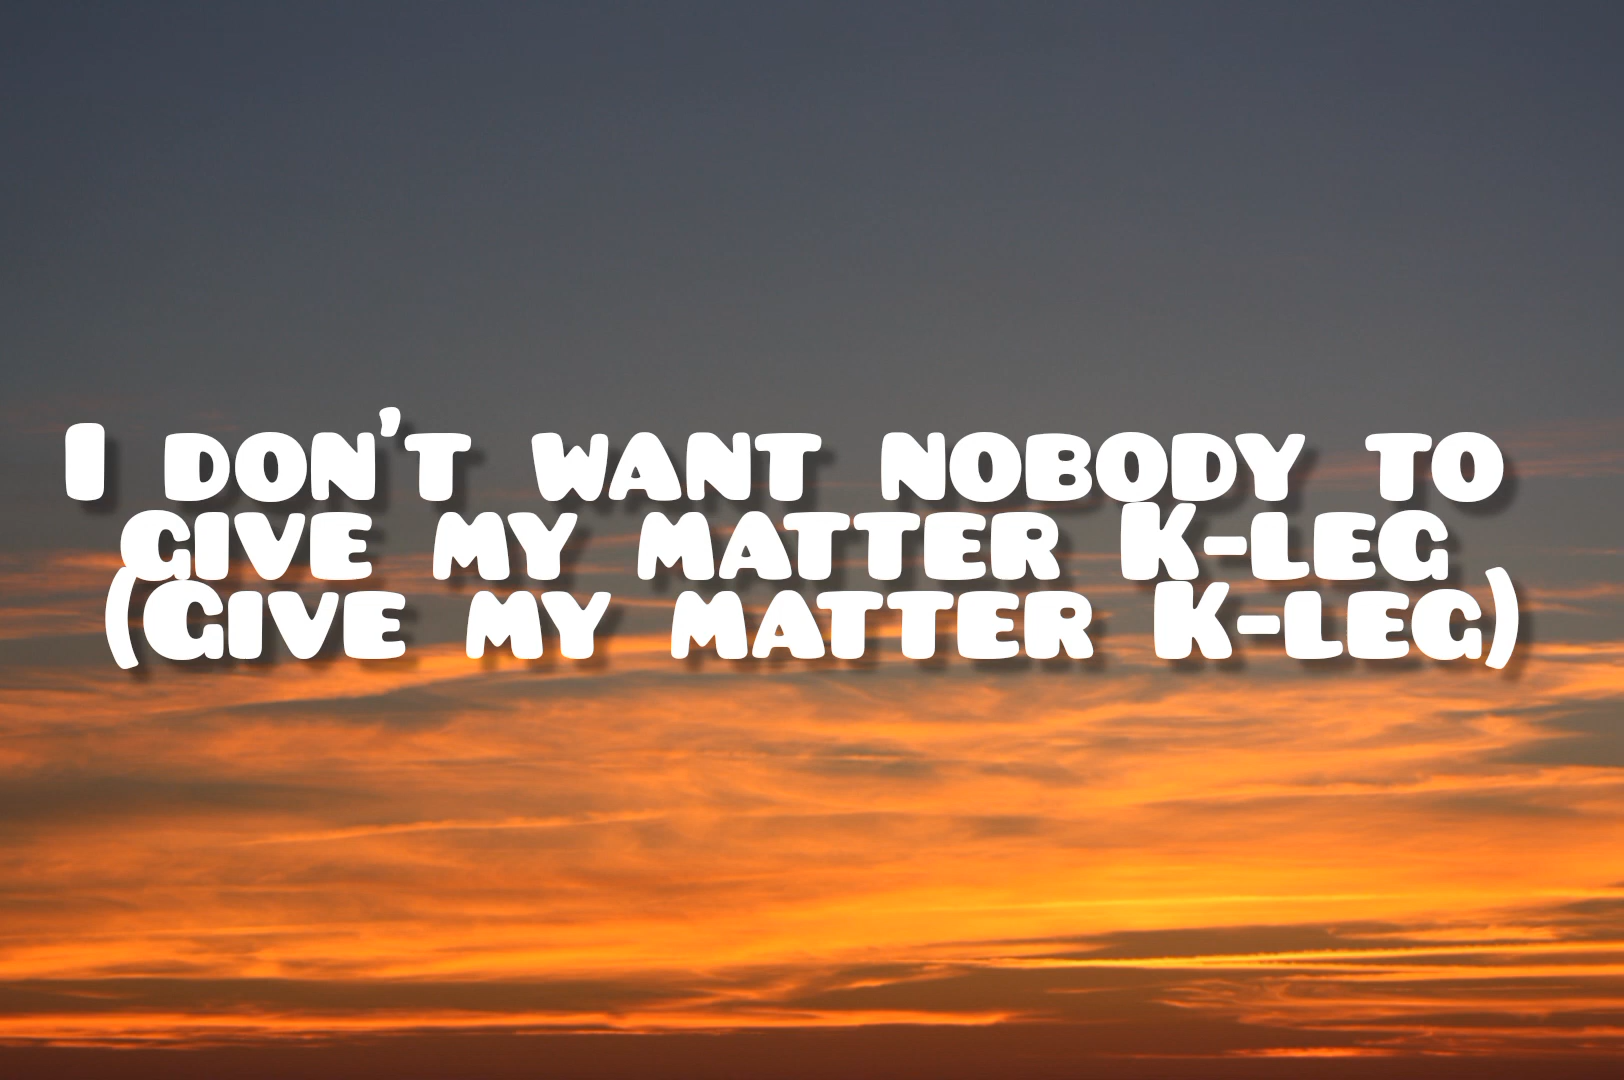 I don't want nobody to
give my matter K-leg
(Give my matter K-leg)